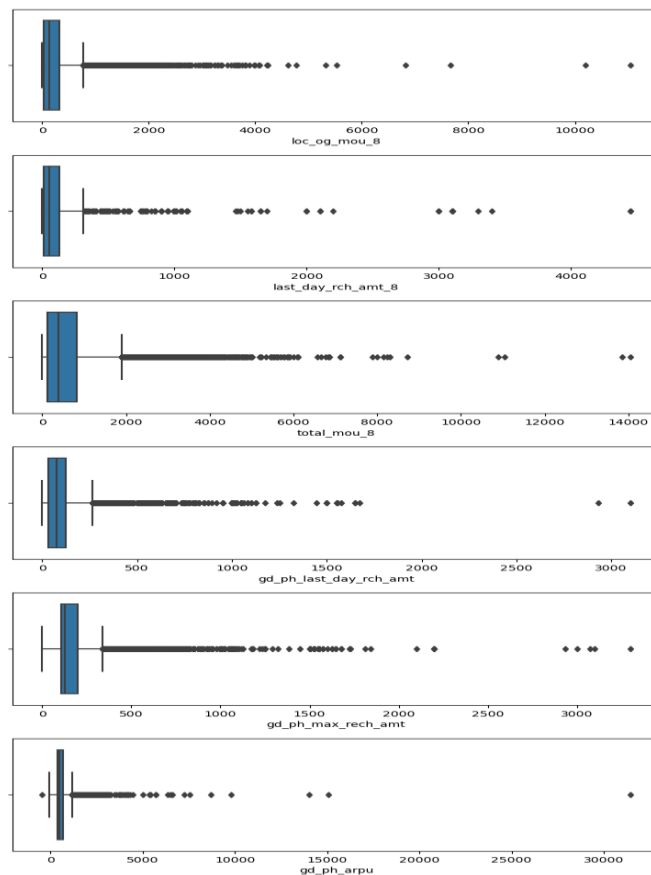 0 2000 4000 6000 8000 10000
loc_og_mou_8
0 1000 2000 3000 4000
last_day_rch_amt_8
0 2000 4000 6000 8000 10000 12000 14000
total_mou_8
0 500 1000 1500 2000 2500 3000
gd_ph_last_day_rch_amt
0 500 1000 1500 2000 2500 3000
gd_ph_max_rech_amt
0 5000 10000 15000 20000 25000 30000
gd_ph_arpu